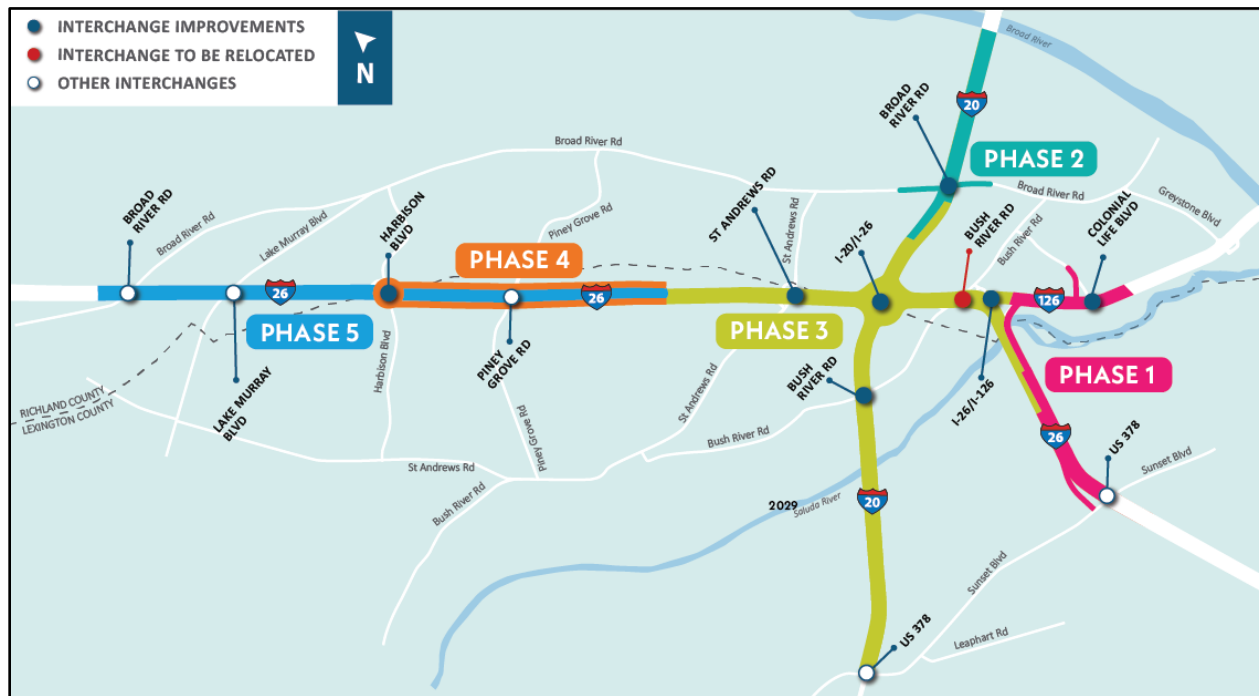 INTERCHANGE IMPROVEMENTS
INTERCHANGE TO BE RELOCATED
OTHER INTERCHANGES
N
Broad River
20
BROAD
RIVER RD
PHASE 2
Broad River Rd
Broad River Rd
Greystone Blvd
COLONIAL
LIFE BLVD
BUSH
RIVER RD
Bush River Rd
I-20/I-26
ST ANDREWS RD
St Andrews Rd
Piney Grove Rd
HARBISON
BLVD
Lake Murray Blvd
Broad River Rd
BROAD
RIVER RD
PHASE 4
26
26
126
PHASE 5
PHASE 3
PHASE 1
RICHLAND COUNTY
LEXINGTON COUNTY
LAKE MURRAY
BLVD
Harbison Blvd
PINEY
GROVE RD
Piney Grove Rd
St Andrews Rd
St Andrews Rd
Bush River Rd
Bush River Rd
BUSH
RIVER RD
I-26/I-126
26
US 378
Sunset Blvd
2029
Saluda River
20
Sunset Blvd
Leaphart Rd
US 378